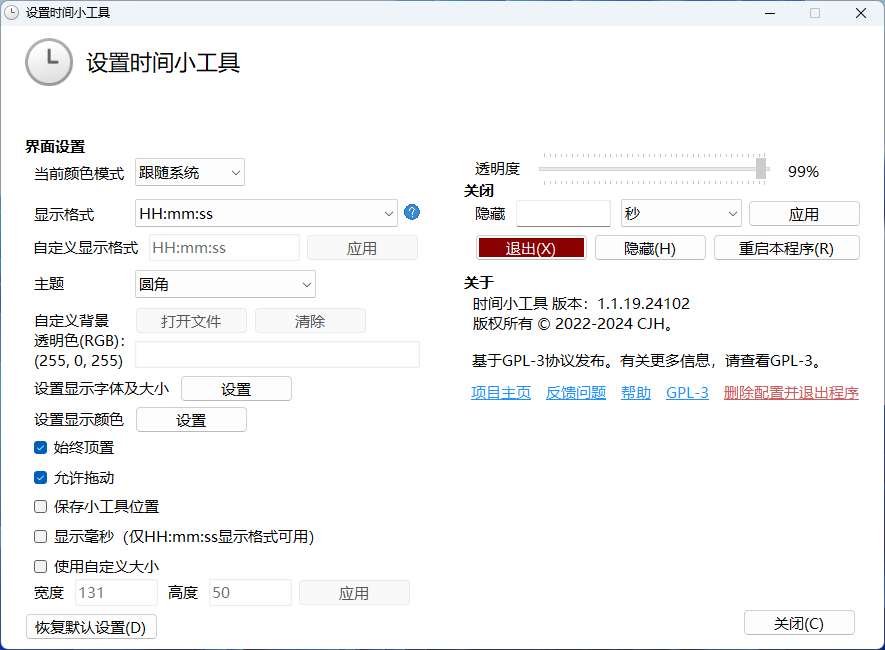 设置时间小工具
设置时间小工具
界面设置
当前颜色模式 跟随系统
显示格式 HH:mm:ss
自定义显示格式 HH:mm:ss 应用
主题 圆角
自定义背景 打开文件 清除
透明色(RGB):
(255, 0, 255)
设置显示字体及大小 设置
设置显示颜色 设置
始终顶置
允许拖动
保存小工具位置
显示毫秒（仅HH:mm:ss显示格式可用）
使用自定义大小
宽度 131 高度 50 应用
恢复默认设置(D)
透明度 99%
关闭
隐藏 秒 应用
退出(X) 隐藏(H) 重启本程序(R)
关于
时间小工具 版本：1.1.19.24102
版权所有 © 2022-2024 CJH。
基于GPL-3协议发布。有关更多信息，请查看GPL-3。
项目主页 反馈问题 帮助 GPL-3 删除配置并退出程序
关闭(C)